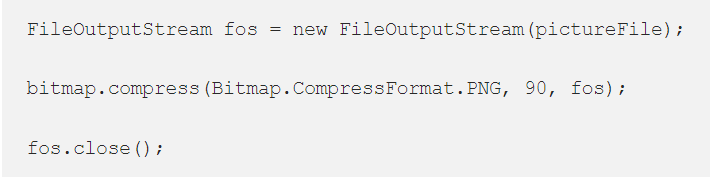 FileOutputStream fos = new FileOutputStream(pictureFile);
bitmap.compress(Bitmap.CompressFormat.PNG, 90, fos);
fos.close();